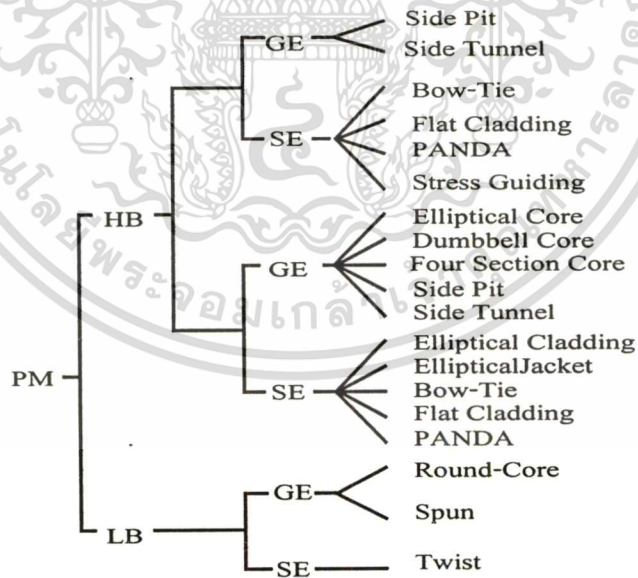 Side Pit
GE
Side Tunnel
Bow-Tie
Flat Cladding
SE
PANDA
Stress Guiding
HB
Elliptical Core
Dumbbell Core
GE
Four Section Core
Side Pit
Side Tunnel
Elliptical Cladding
EllipticalJacket
PM
SE
Bow-Tie
Flat Cladding
PANDA
Round-Core
GE
Spun
LB
SE
Twist